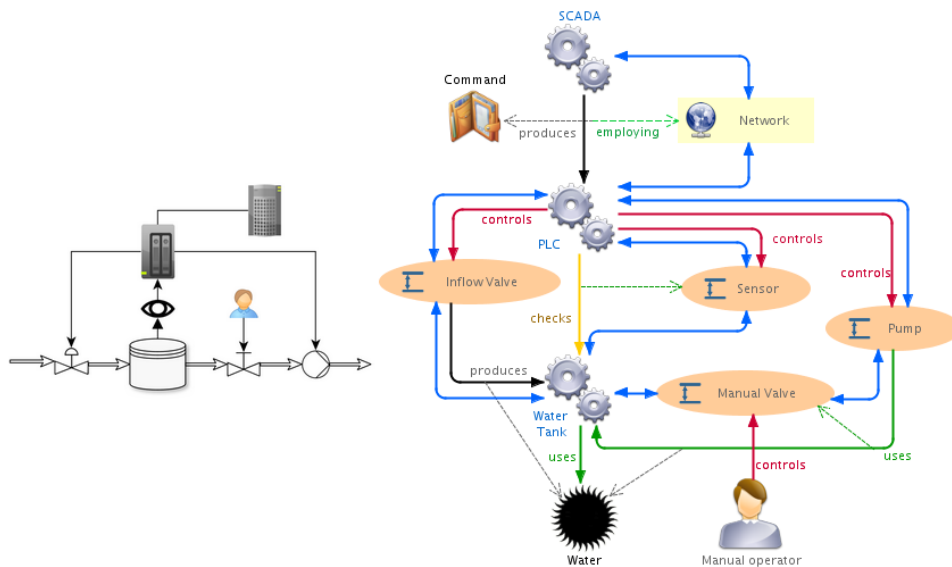 SCADA
Command
produces
employing
Network
controls
PLC
controls
controls
Inflow Valve
Sensor
checks
Pump
produces
Manual Valve
Water
Tank
uses
uses
controls
Water
Manual operator